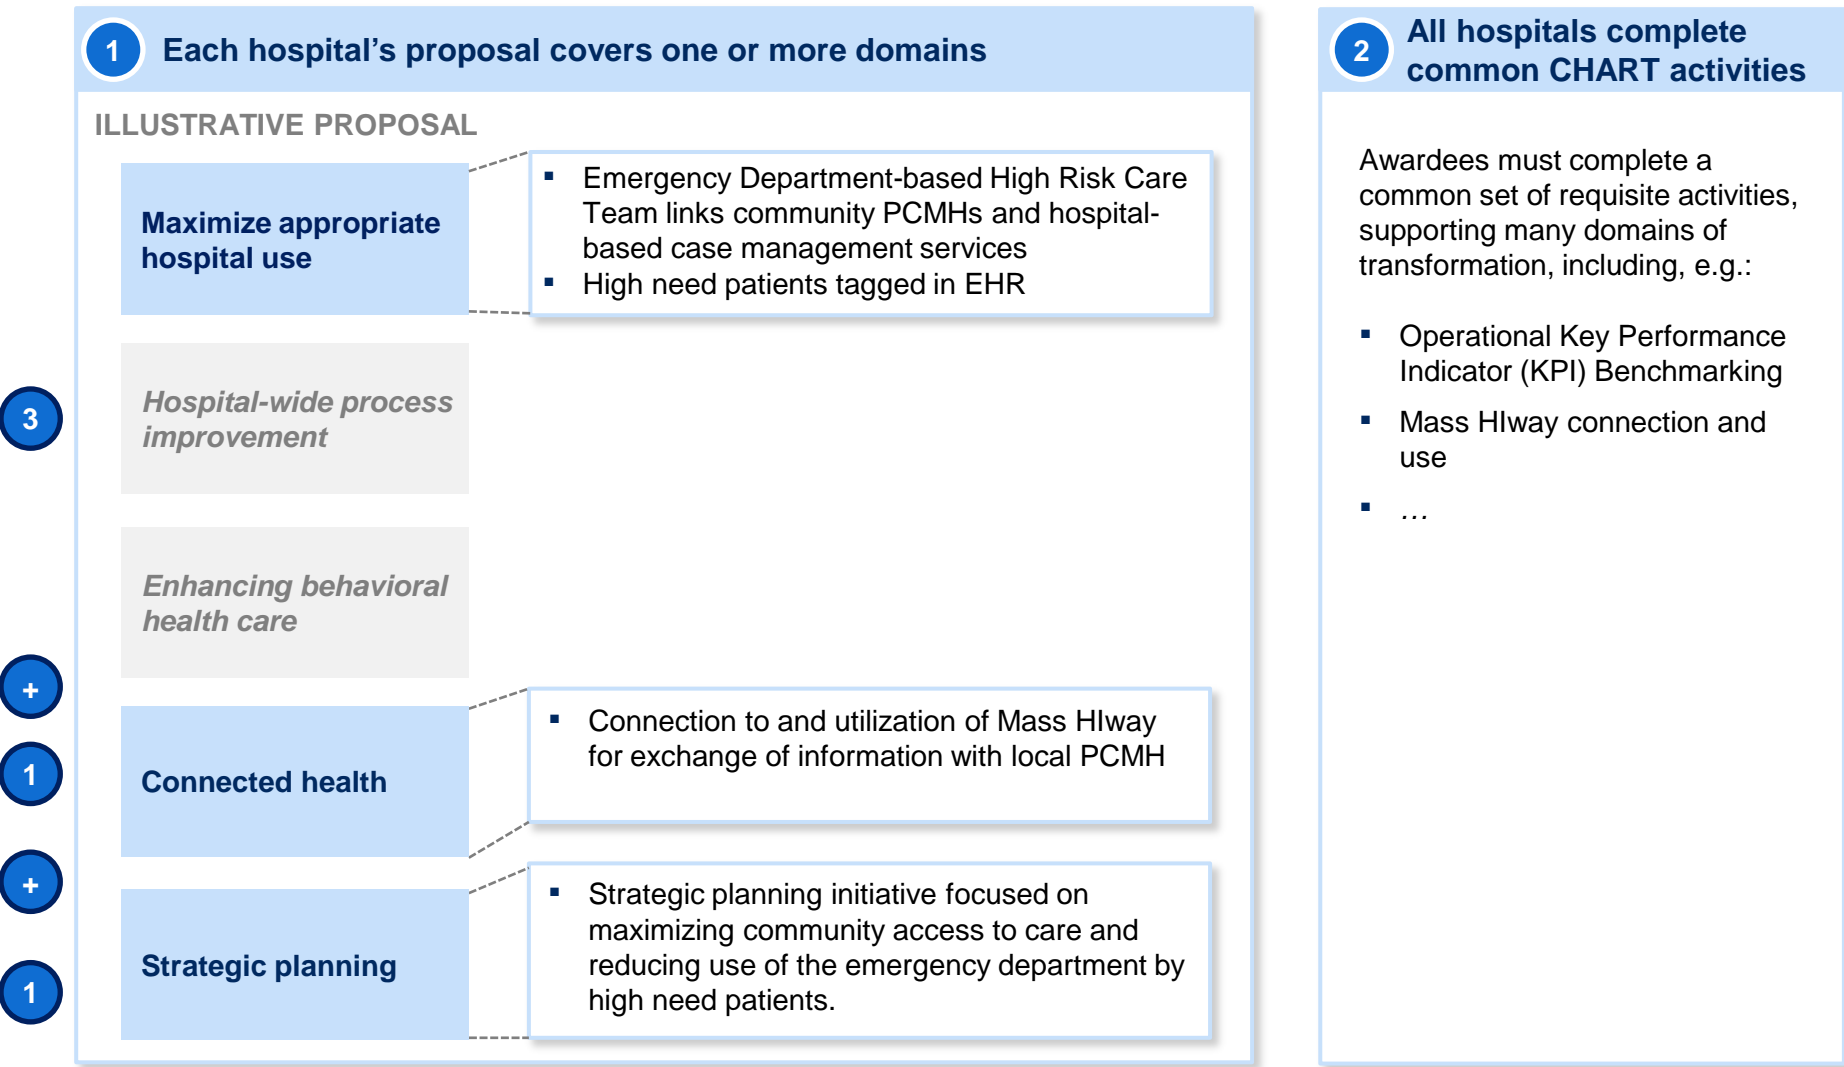 1
Each hospital’s proposal covers one or more domains
ILLUSTRATIVE PROPOSAL
Maximize appropriate
hospital use
▪ Emergency Department-based High Risk Care
Team links community PCMHs and hospital-
based case management services
▪ High need patients tagged in EHR
3
Hospital-wide process
improvement
Enhancing behavioral
health care
+
1
Connected health
▪ Connection to and utilization of Mass HIway
for exchange of information with local PCMH
+
1
Strategic planning
▪ Strategic planning initiative focused on
maximizing community access to care and
reducing use of the emergency department by
high need patients.
2
All hospitals complete
common CHART activities
Awardees must complete a
common set of requisite activities,
supporting many domains of
transformation, including, e.g.:
▪ Operational Key Performance
Indicator (KPI) Benchmarking
▪ Mass HIway connection and
use
▪ …